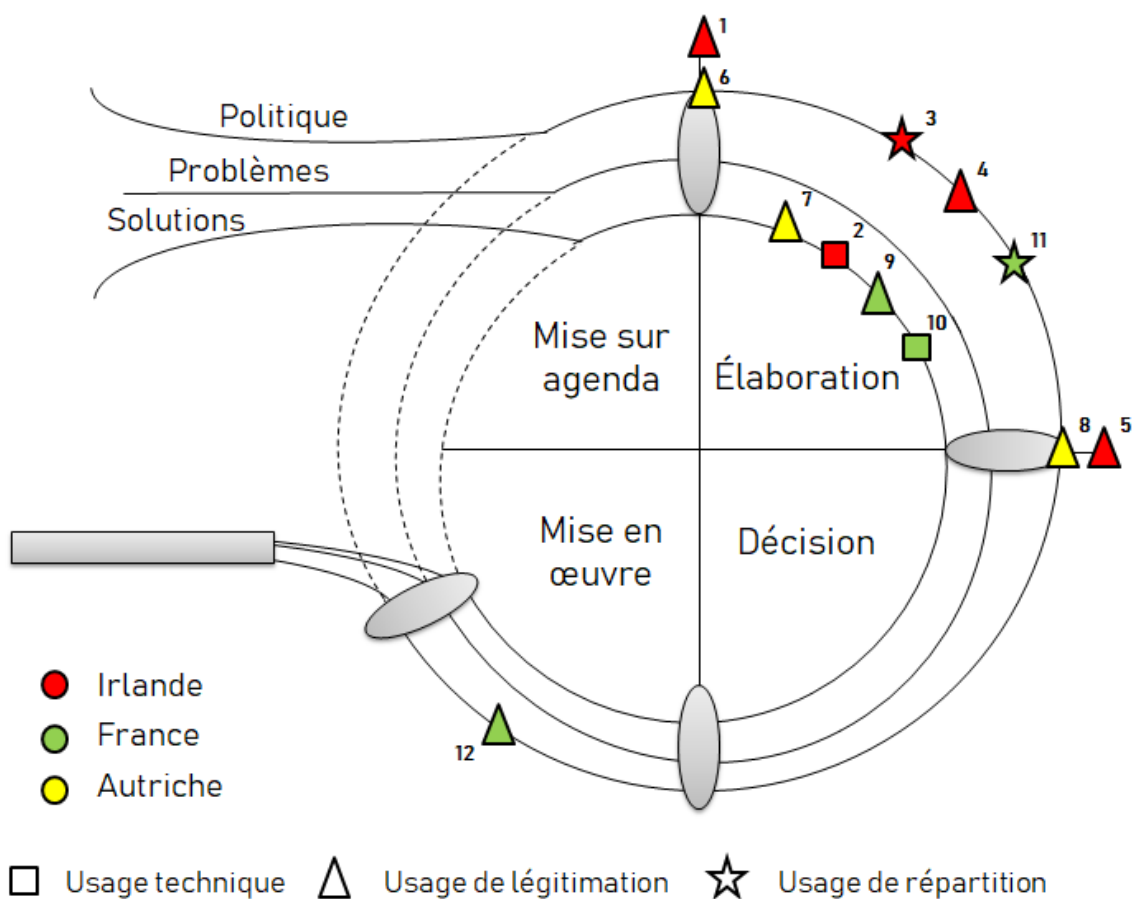 1
6
Politique
3
Problèmes
4
Solutions
7
2
11
9
10
Mise sur
agenda
Élaboration
8
5
Mise en
œuvre
Décision
Irlande
France
12
Autriche
Usage technique
Usage de légitimation
Usage de répartition